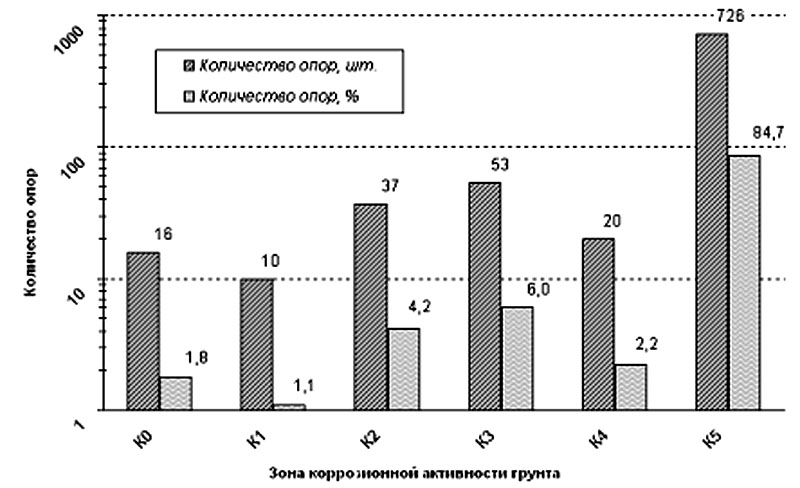 1000
100
10
1
Количество опор
Количество опор, шт.
Количество опор, %
16
1,8
10
1,1
37
4,2
53
6,0
20
2,2
726
84,7
К0
К1
К2
К3
К4
К5
Зона коррозионной активности грунта